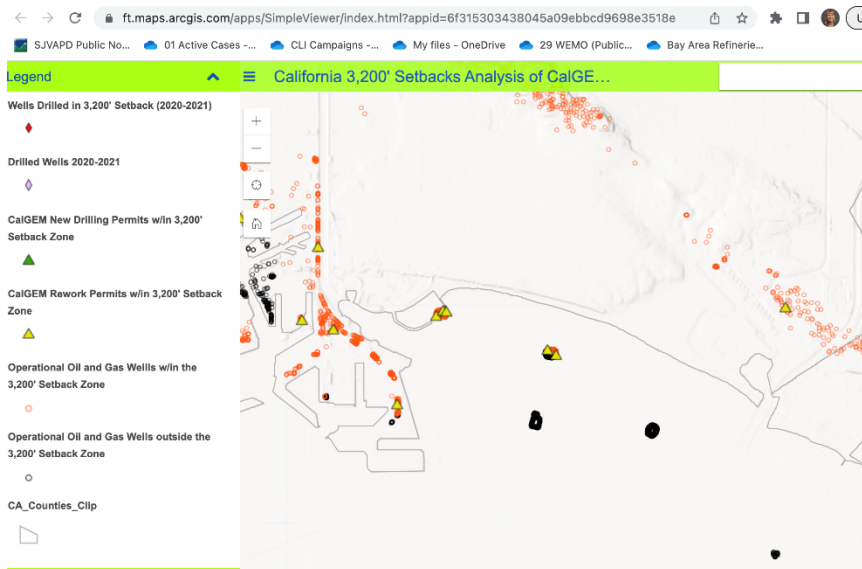 ft.maps.arcgis.com/apps/SimpleViewer/index.html?appid=6f315303438045a09ebbcd9698e3518e
SJVAPD Public No...
01 Active Cases -...
CLI Campaigns -...
My files - OneDrive
29 WEMO (Public...
Bay Area Refinerie...
Legend
California 3,200' Setbacks Analysis of CalGE...
Wells Drilled in 3,200' Setback (2020-2021)
Drilled Wells 2020-2021
CalGEM New Drilling Permits w/in 3,200'
Setback Zone
CalGEM Rework Permits w/in 3,200' Setback
Zone
Operational Oil and Gas Wellls w/in the
3,200' Setback Zone
Operational Oil and Gas Wells outside the
3,200' Setback Zone
CA_Counties_Clip